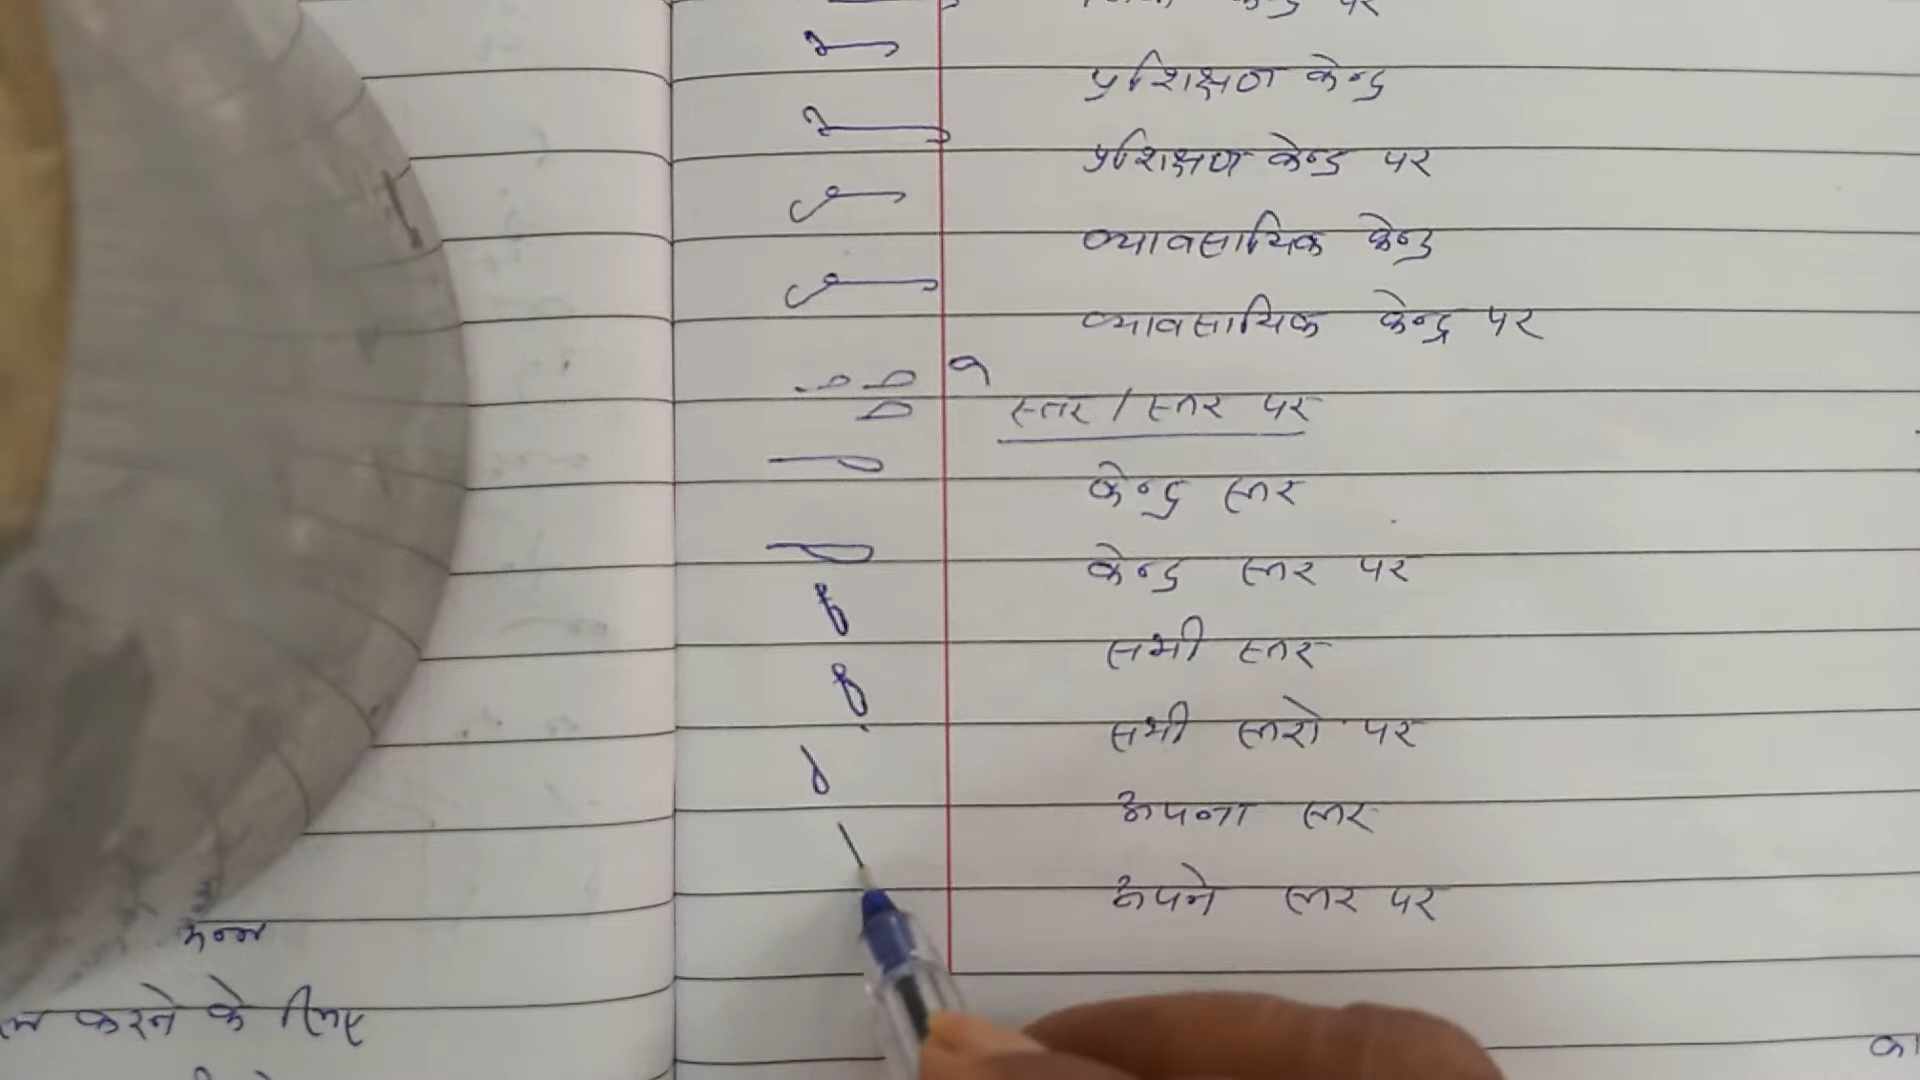 केन्द्र पर
प्रशिक्षण केन्द्र
प्रशिक्षण केन्द्र पर
व्यावसायिक केन्द्र
व्यावसायिक केन्द्र पर
स्तर / स्तर पर
केन्द्र स्तर
केन्द्र स्तर पर
सभी स्तर
सभी स्तरो पर
अपना स्तर
अपने स्तर पर
करने के लिए